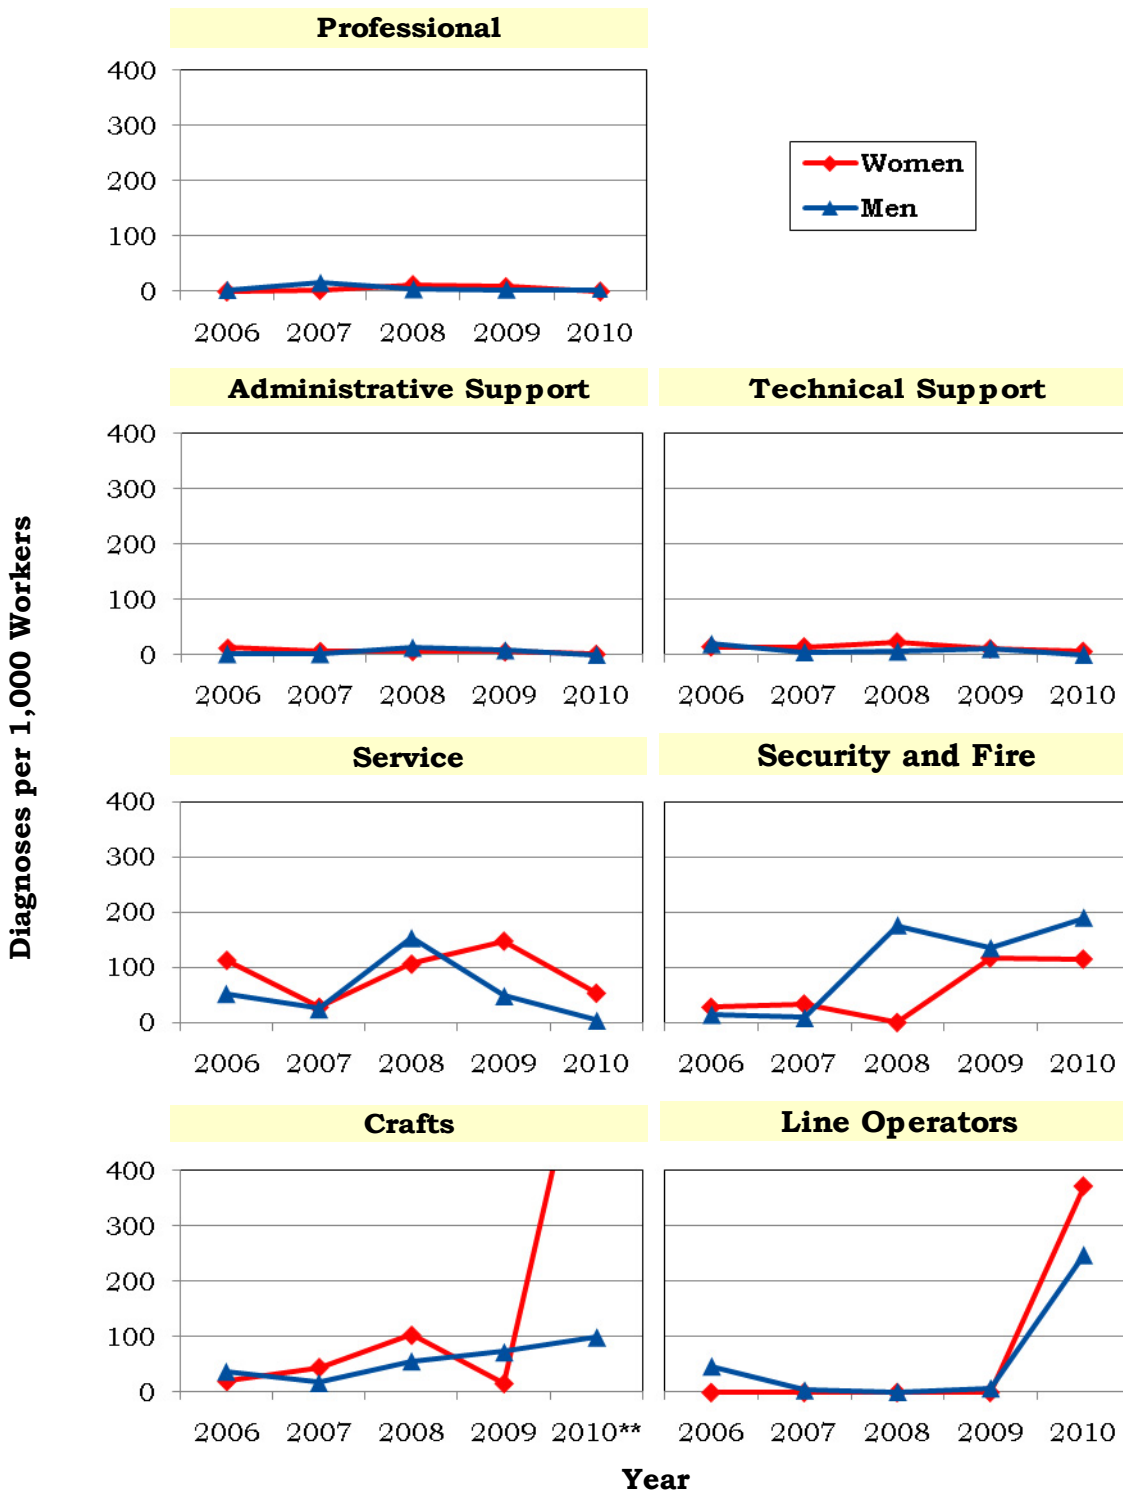 Professional
400
300
200
100
0
2006 2007 2008 2009 2010
Women
Men
Administrative Support
Technical Support
400
300
200
100
0
2006 2007 2008 2009 2010
2006 2007 2008 2009 2010
Diagnoses per 1,000 Workers
Service
Security and Fire
400
300
200
100
0
2006 2007 2008 2009 2010
2006 2007 2008 2009 2010
Crafts
Line Operators
400
300
200
100
0
2006 2007 2008 2009 2010**
2006 2007 2008 2009 2010
Year